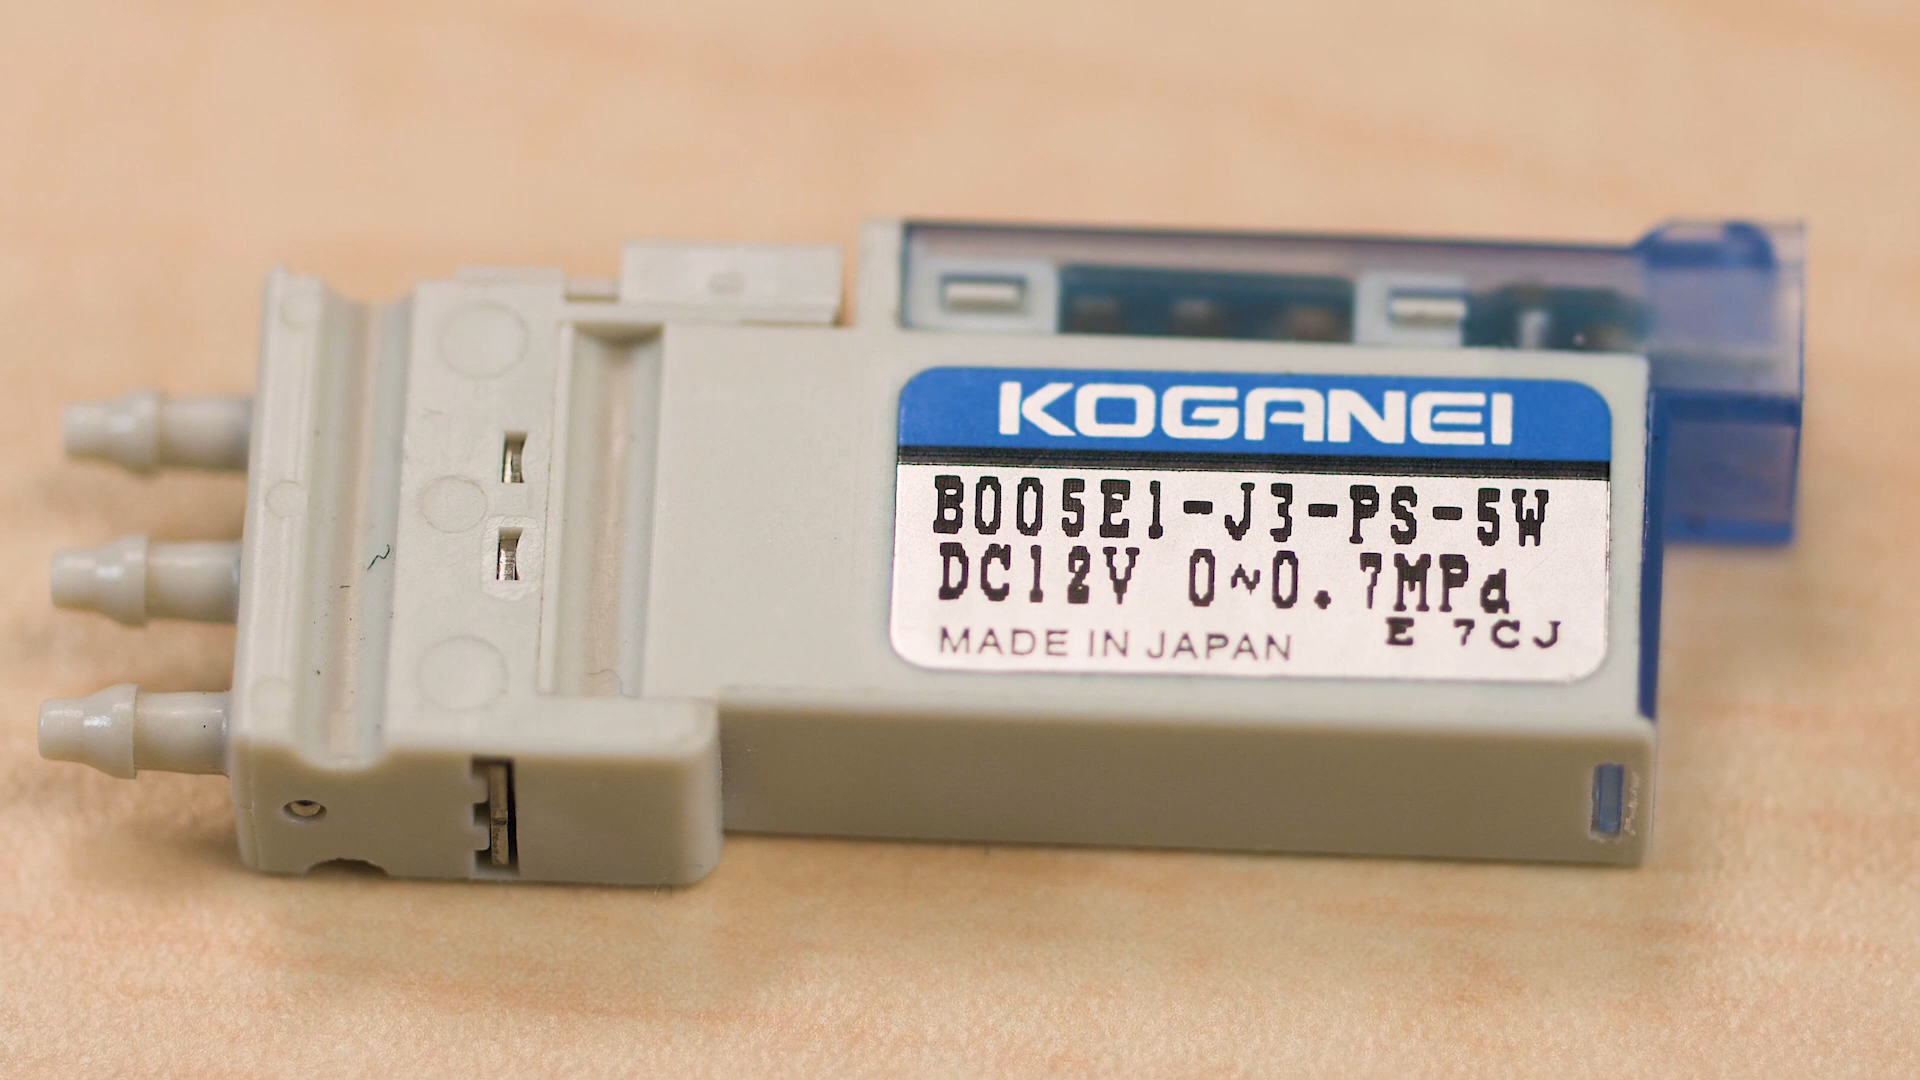 KOGANEI
B005E1-J3-PS-5W
DC12V 0~0.7MPa
E 7CJ
MADE IN JAPAN